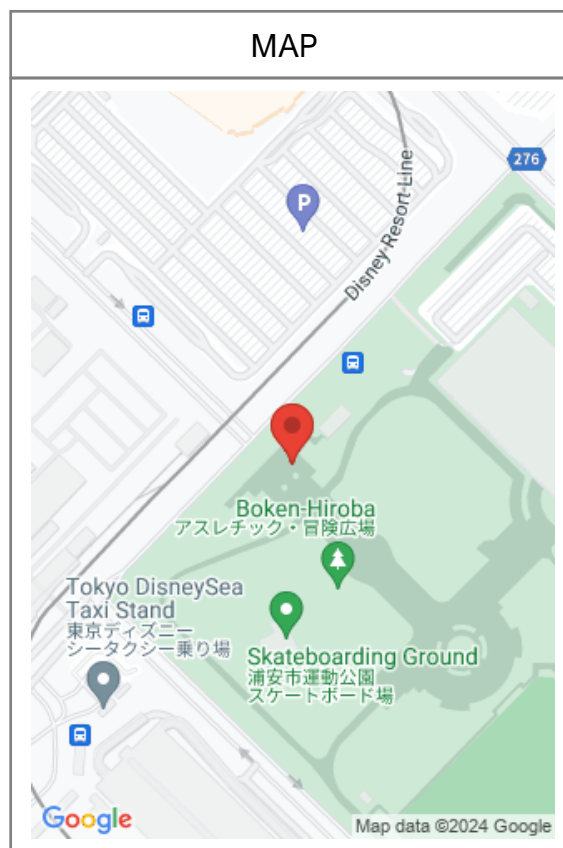 MAP
276
P
Disney Resort Line
Boken-Hiroba
アスレチック・冒険広場
Tokyo DisneySea
Taxi Stand
東京ディズニー
シータクシー乗り場
Skateboarding Ground
浦安市運動公園
スケートボード場
Google
Map data ©2024 Google